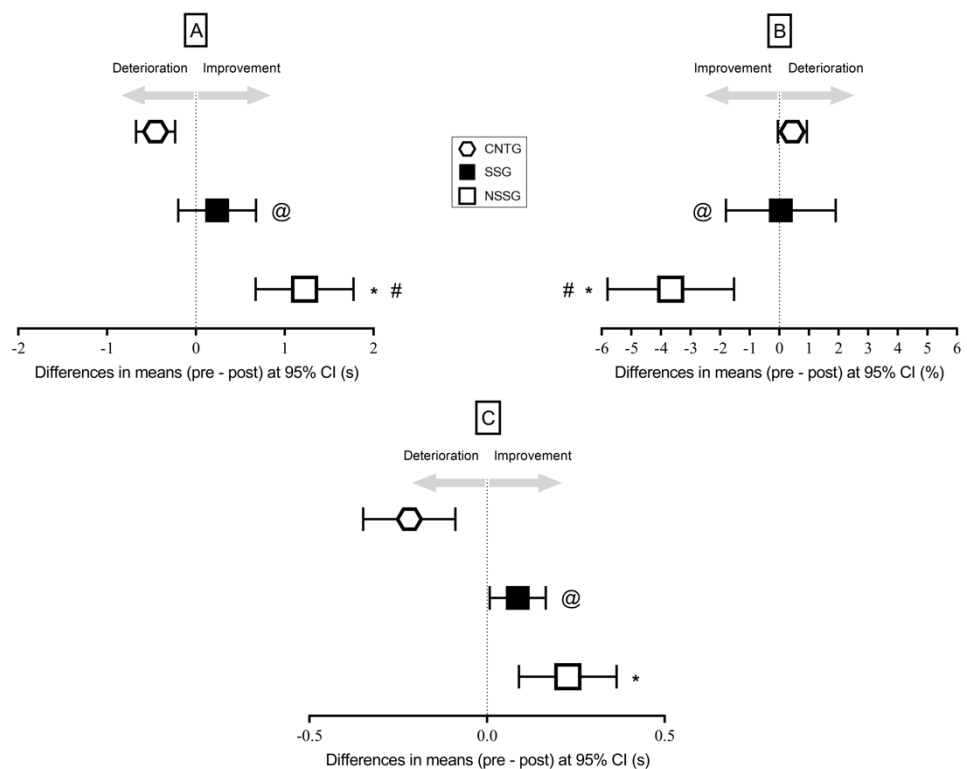 A
Deterioration Improvement
@
* #
-2 -1 0 1 2
Differences in means (pre - post) at 95% CI (s)
CNTG
SSG
NSSG
B
Improvement Deterioration
@
# *
-6 -5 -4 -3 -2 -1 0 1 2 3 4 5 6
Differences in means (pre - post) at 95% CI (%)
C
Deterioration Improvement
@
*
-0.5 0.0 0.5
Differences in means (pre - post) at 95% CI (s)